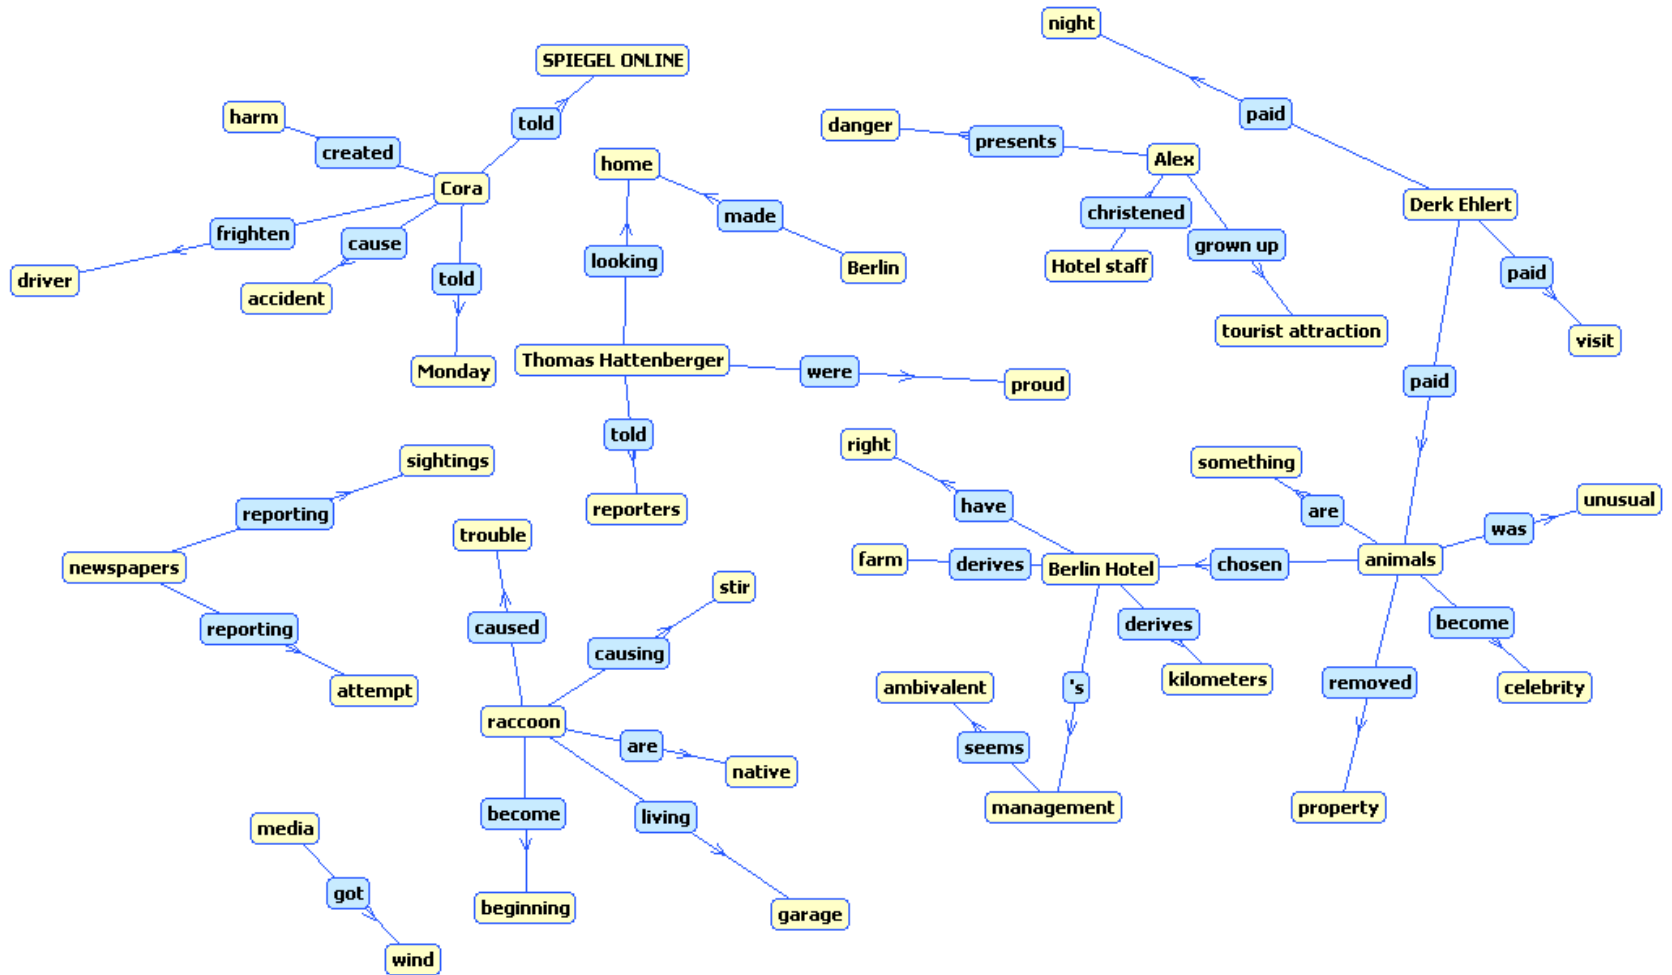 night
SPIEGEL ONLINE
harm
told
paid
created
danger
presents
home
Alex
Cora
made
christened
Derk Ehlert
frighten
cause
looking
grown up
driver
accident
told
Berlin
Hotel staff
paid
tourist attraction
visit
Monday
Thomas Hattenberger
were
proud
paid
told
right
sightings
something
reporting
reporters
have
are
unusual
trouble
was
newspapers
farm
derives
Berlin Hotel
chosen
animals
stir
reporting
caused
causing
derives
become
attempt
ambivalent
's
kilometers
removed
celebrity
raccoon
are
seems
native
become
living
management
property
media
got
beginning
garage
wind